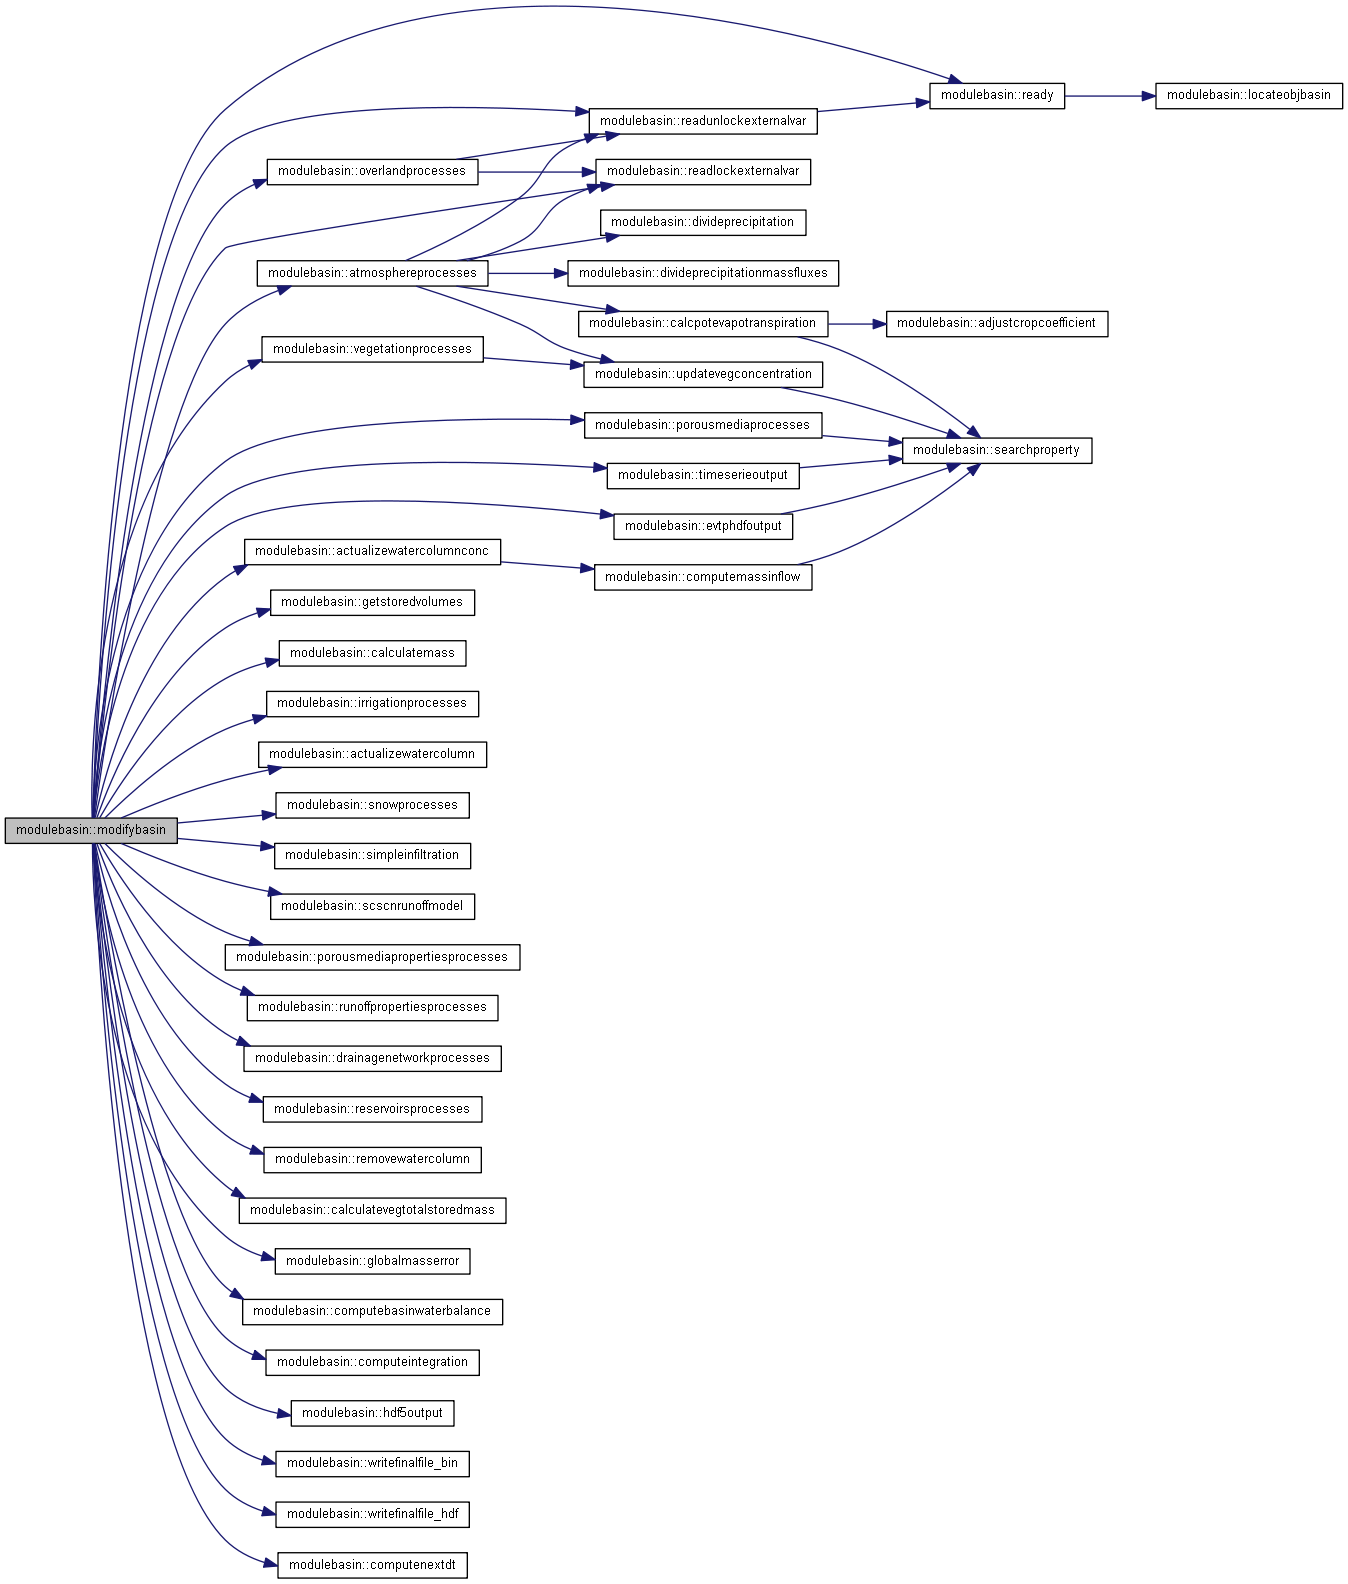 modulebasin::ready
modulebasin::locateobjbasin
modulebasin::readunlockexternalvar
modulebasin::overlandprocesses
modulebasin::readlockexternalvar
modulebasin::divideprecipitation
modulebasin::atmosphereprocesses
modulebasin::divideprecipitationmassfluxes
modulebasin::calcpotevapotranspiration
modulebasin::adjustcropcoefficient
modulebasin::vegetationprocesses
modulebasin::updatevegconcentration
modulebasin::porousmediaprocesses
modulebasin::searchproperty
modulebasin::timeserieoutput
modulebasin::evtphdfoutput
modulebasin::actualizewatercolumnconc
modulebasin::computemassinflow
modulebasin::getstoredvolumes
modulebasin::calculatemass
modulebasin::irrigationprocesses
modulebasin::actualizewatercolumn
modulebasin::snowprocesses
modulebasin::modifybasin
modulebasin::simpleinfiltration
modulebasin::scscnrunoffmodel
modulebasin::porousmediapropertiesprocesses
modulebasin::runoffpropertiesprocesses
modulebasin::drainagenetworkprocesses
modulebasin::reservoirsprocesses
modulebasin::removewatercolumn
modulebasin::calculatevegtotalstoredmass
modulebasin::globalmasserror
modulebasin::computebasinwaterbalance
modulebasin::computeintegration
modulebasin::hdf5output
modulebasin::writefinalfile_bin
modulebasin::writefinalfile_hdf
modulebasin::computenextdt